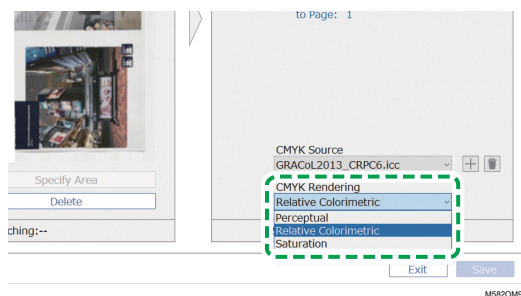 to Page: 1
CMYK Source
GRACoL2013_CRPC6.icc
CMYK Rendering
Relative Colorimetric
Perceptual
Relative Colorimetric
Saturation
Specify Area
Delete
ching:--
Exit
Save